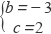 b = −3
c = 2